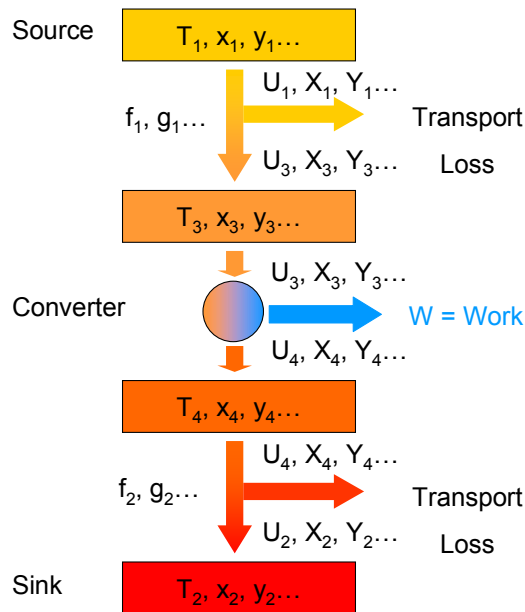 Source
T₁, x₁, y₁…
U₁, X₁, Y₁…
f₁, g₁…
Transport
Loss
U₃, X₃, Y₃…
T₃, x₃, y₃…
U₃, X₃, Y₃…
Converter
W = Work
U₄, X₄, Y₄…
T₄, x₄, y₄…
U₄, X₄, Y₄…
f₂, g₂…
Transport
Loss
U₂, X₂, Y₂…
Sink
T₂, x₂, y₂…